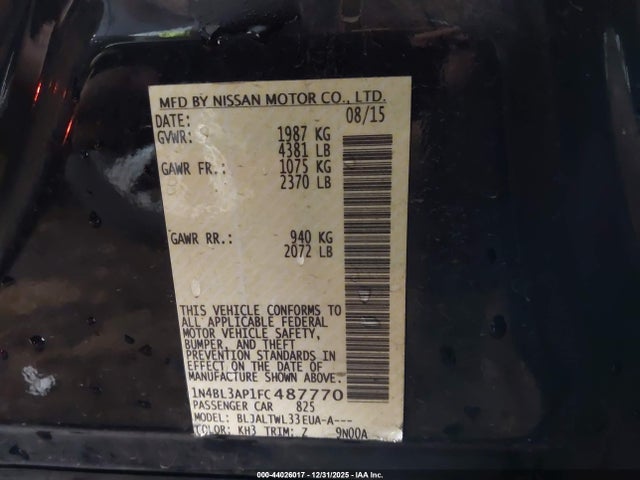 MFD BY NISSAN MOTOR CO., LTD.
DATE: 08/15
GVWR: 1987 KG
4381 LB
GAWR FR.: 1075 KG
2370 LB
GAWR RR.: 940 KG
2072 LB
THIS VEHICLE CONFORMS TO
ALL APPLICABLE FEDERAL
MOTOR VEHICLE SAFETY,
BUMPER, AND THEFT
PREVENTION STANDARDS IN
EFFECT ON THE DATE OF
MANUFACTURE SHOWN ABOVE.
1N4BL3AP1FC487770
PASSENGER CAR 825
MODEL: BLJALTWL33EUA-A---
COLOR: KH3 TRIM: Z 9N00A
000-44026017 - 12/31/2025 - IAA Inc.